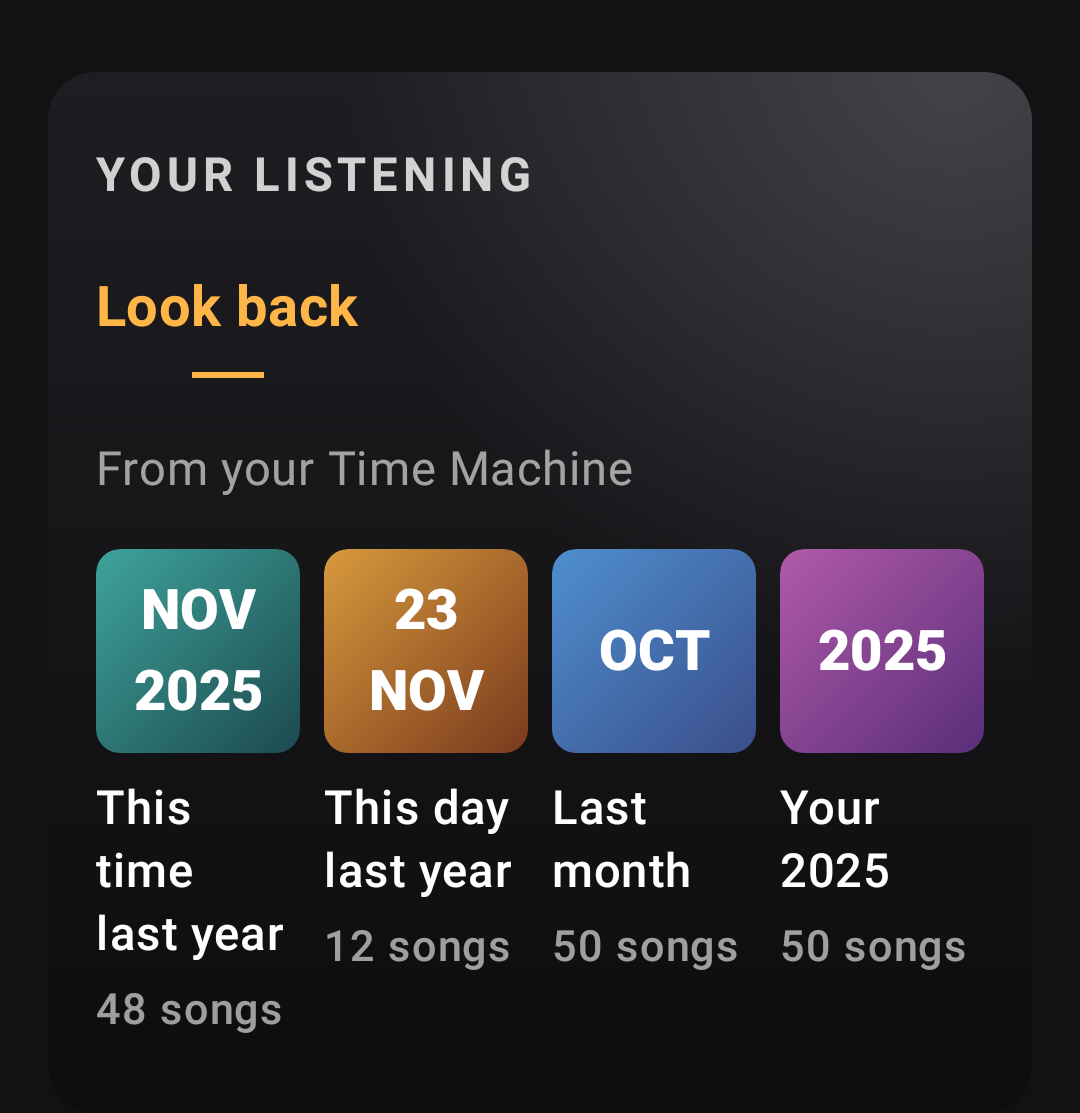 YOUR LISTENING
Look back
From your Time Machine
NOV
2025
This
time
last year
48 songs
23
NOV
This day
last year
12 songs
OCT
Last
month
50 songs
2025
Your
2025
50 songs